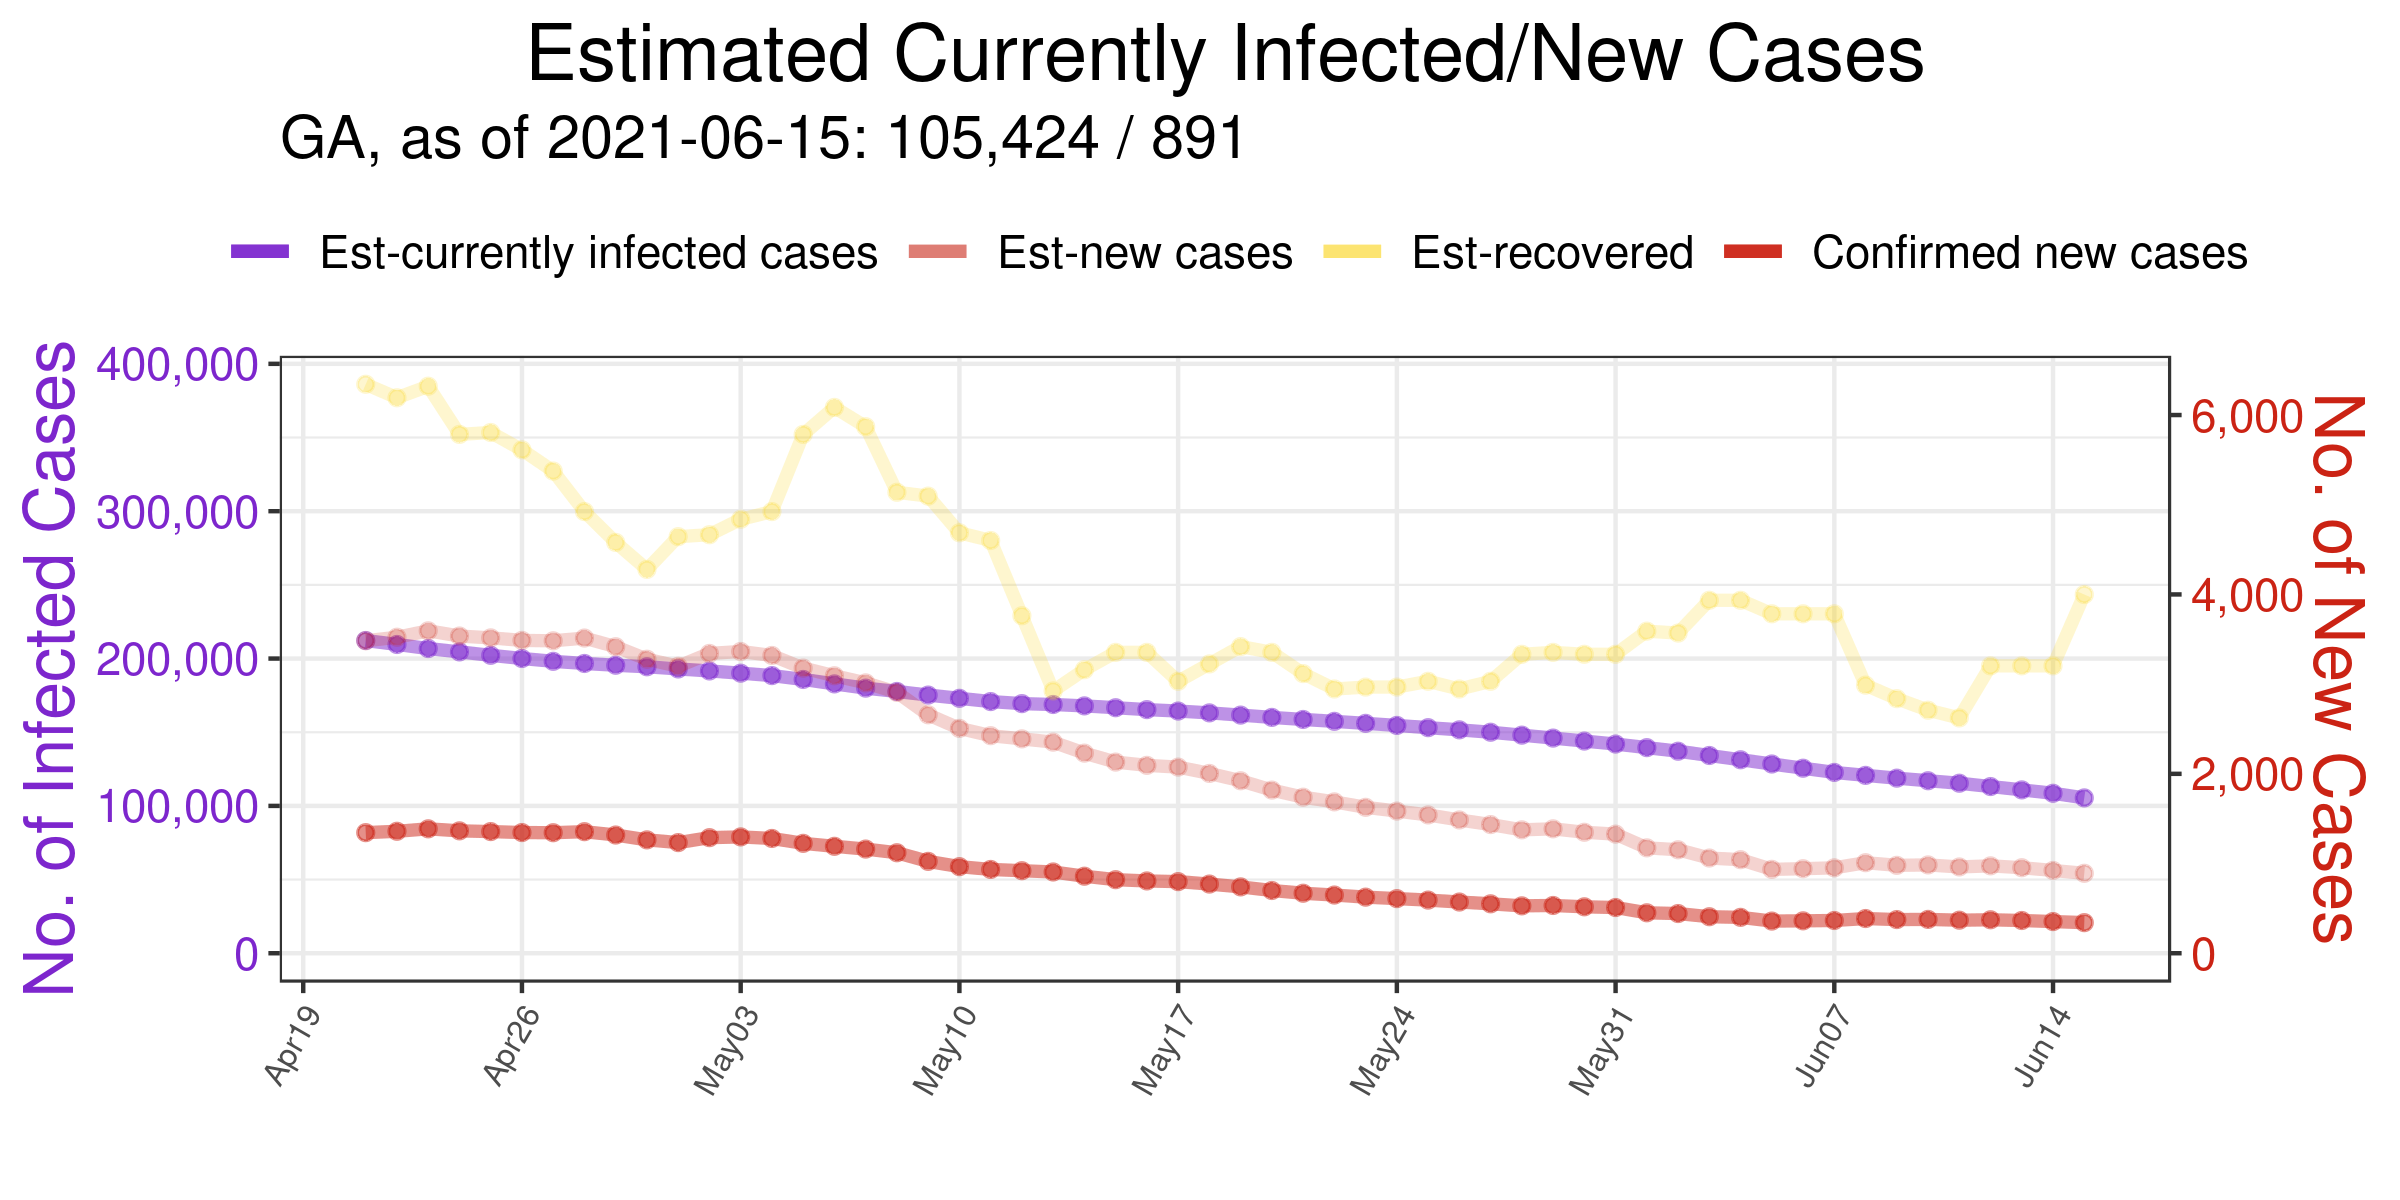 Estimated Currently Infected/New Cases
GA, as of 2021-06-15: 105,424 / 891
Est-currently infected cases Est-new cases Est-recovered Confirmed new cases
No. of Infected Cases
400,000
300,000
200,000
100,000
0
6,000
4,000
2,000
0
No. of New Cases
Apr19 Apr26 May03 May10 May17 May24 May31 Jun07 Jun14